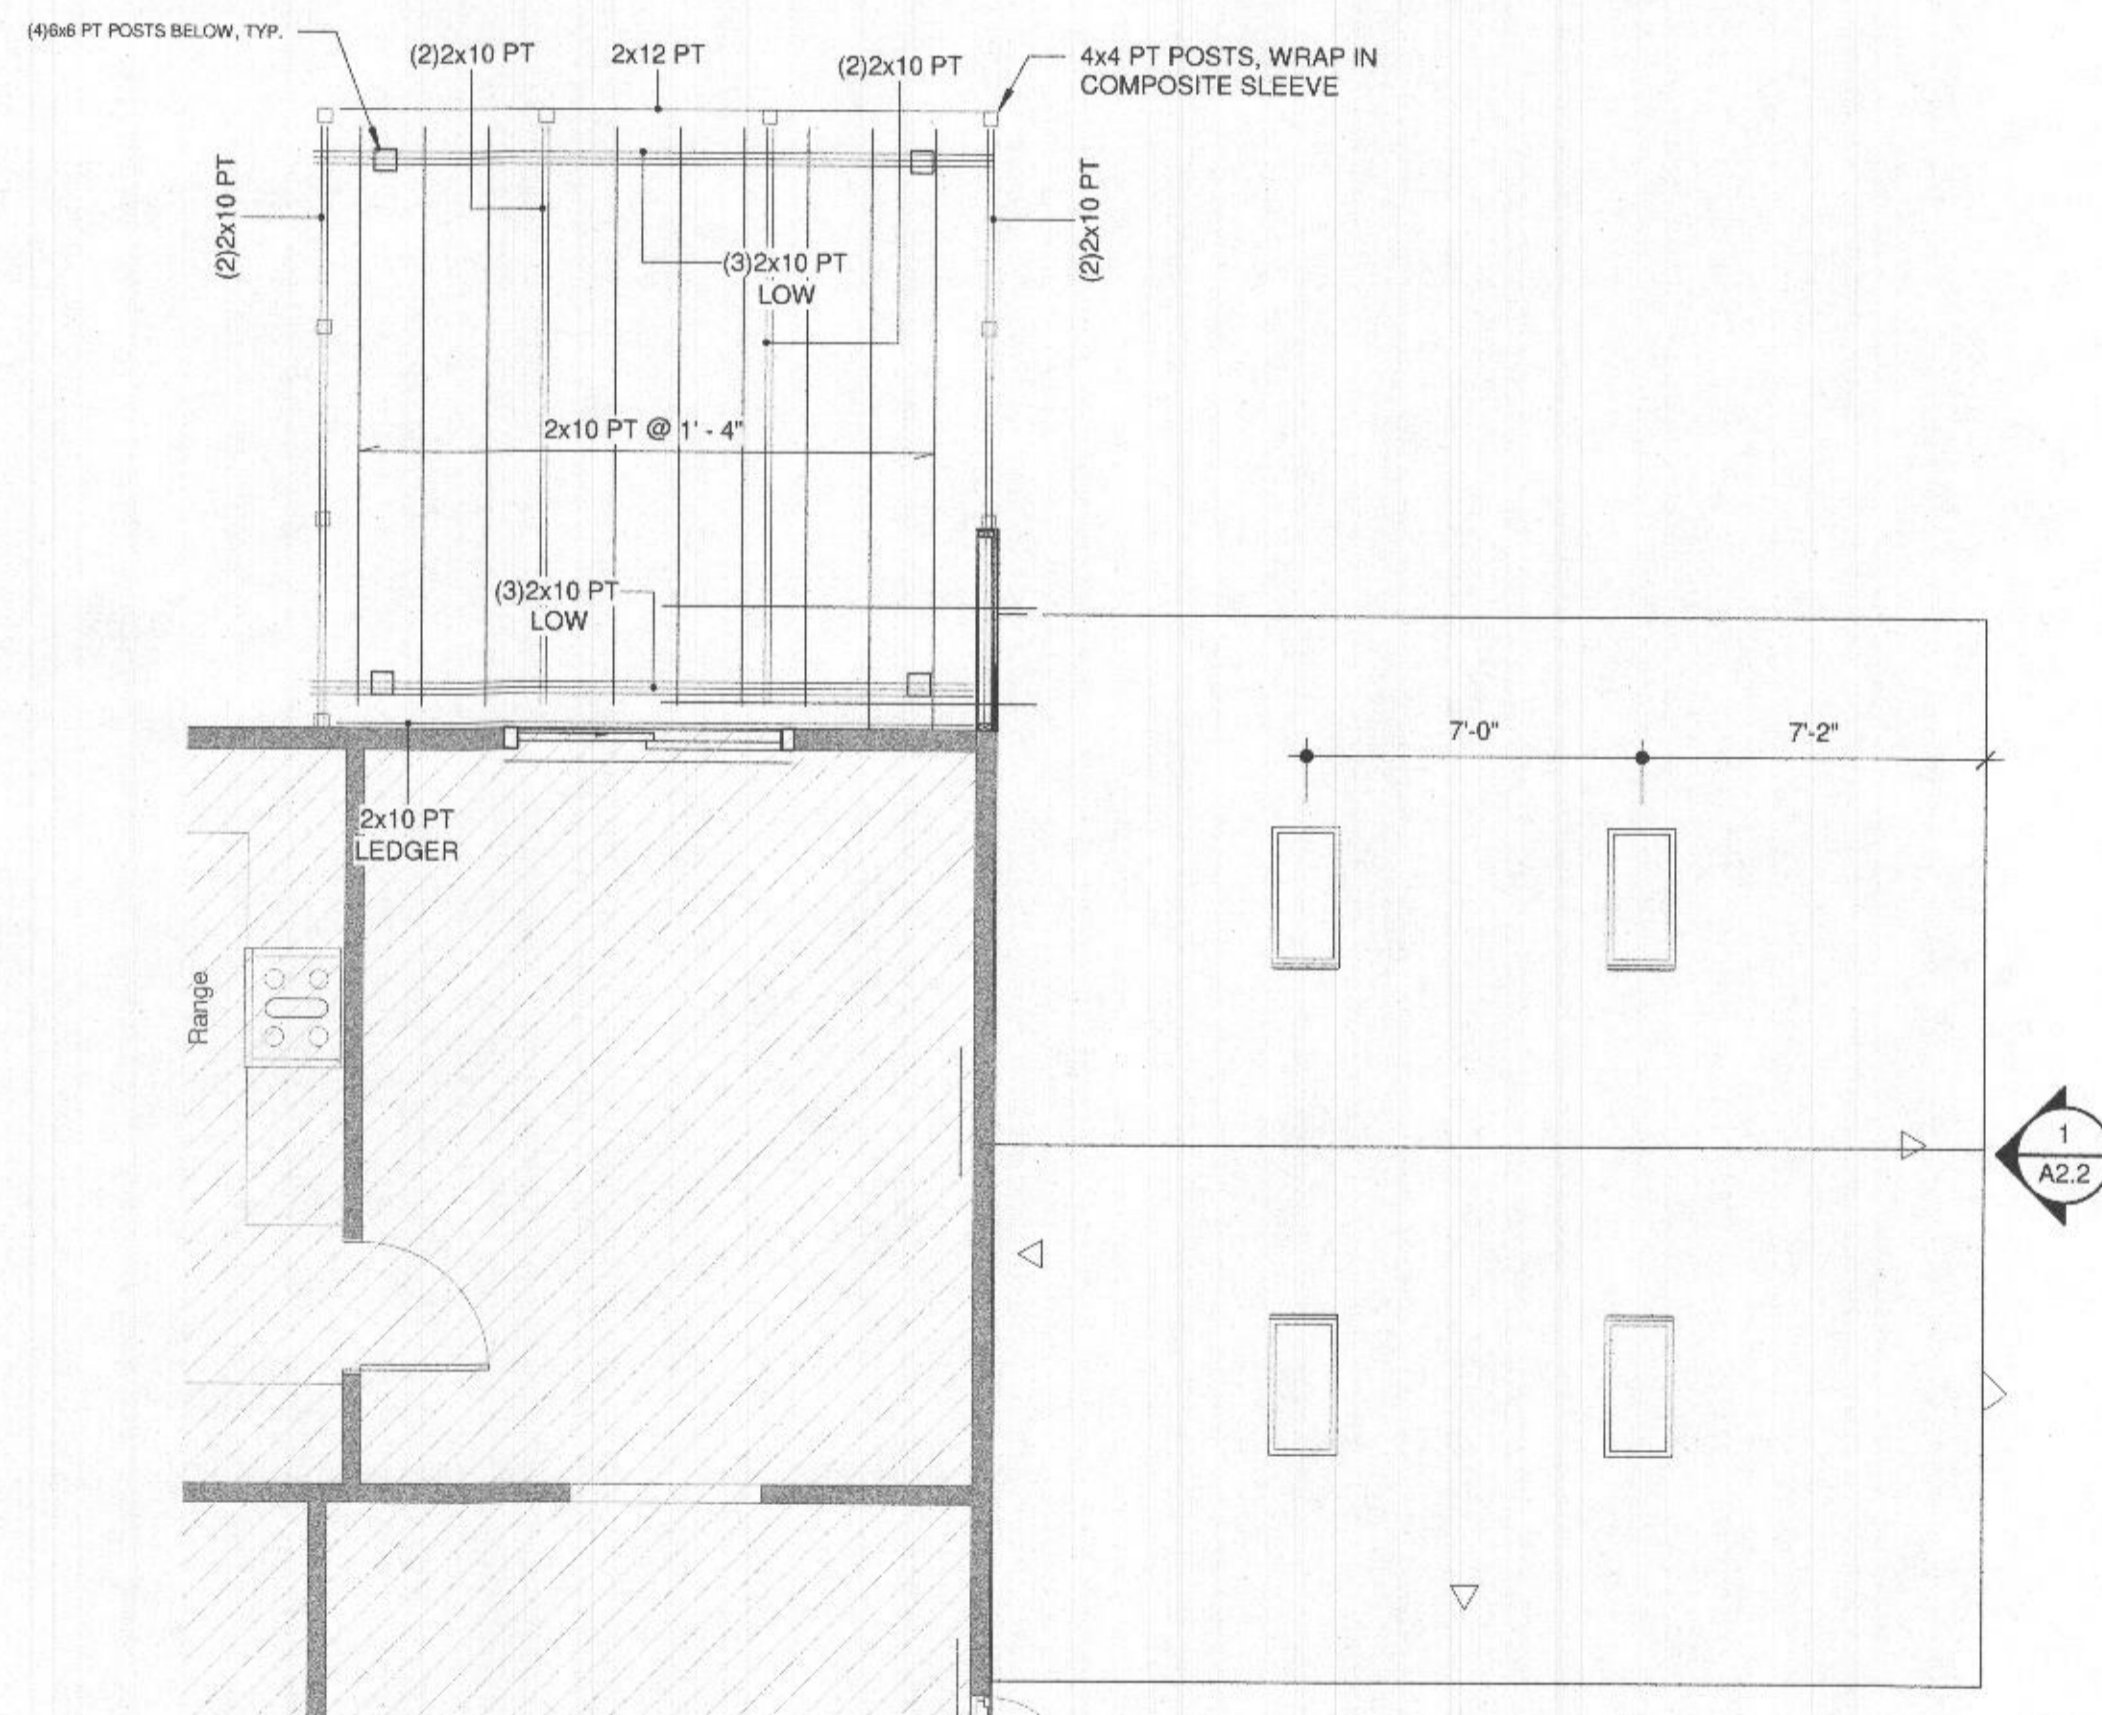 (4)6x6 PT POSTS BELOW, TYP.
(2)2x10 PT
2x12 PT
(2)2x10 PT
4x4 PT POSTS, WRAP IN
COMPOSITE SLEEVE
(2)2x10 PT
(2)2x10 PT
(3)2x10 PT
LOW
2x10 PT @ 1' - 4"
(3)2x10 PT
LOW
7'-0"
7'-2"
2x10 PT
LEDGER
Range
1
A2.2